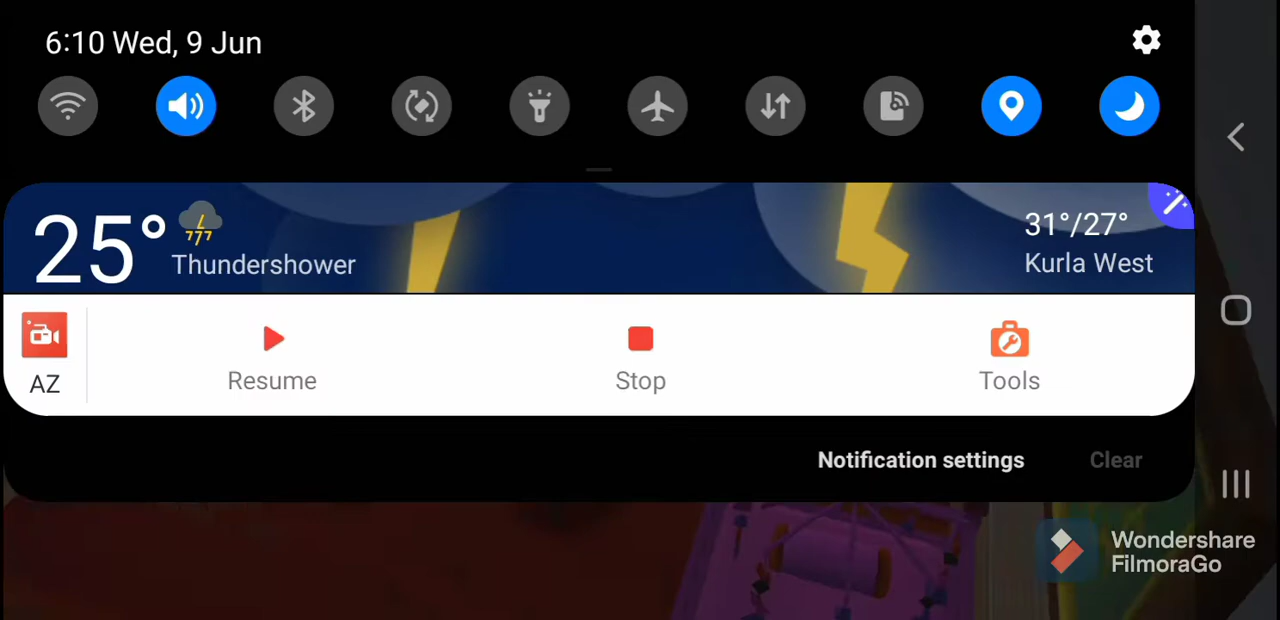 6:10 Wed, 9 Jun
25°
Thundershower
31°/27°
Kurla West
AZ
Resume
Stop
Tools
Notification settings
Clear
Wondershare
FilmoraGo